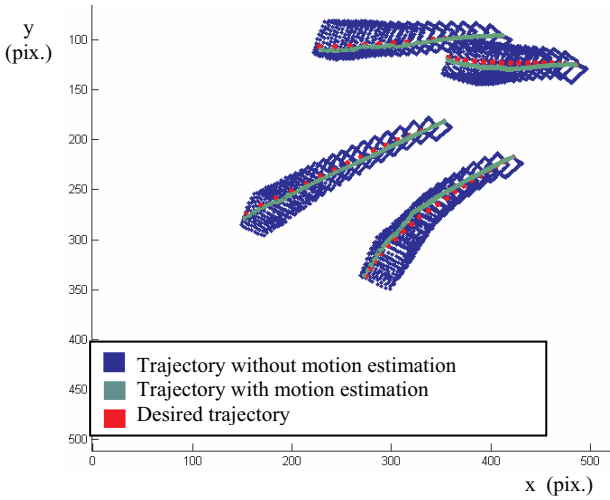 y
(pix.)
100
150
200
250
300
350
400
450
500
Trajectory without motion estimation
Trajectory with motion estimation
Desired trajectory
0 100 200 300 400 500
x (pix.)